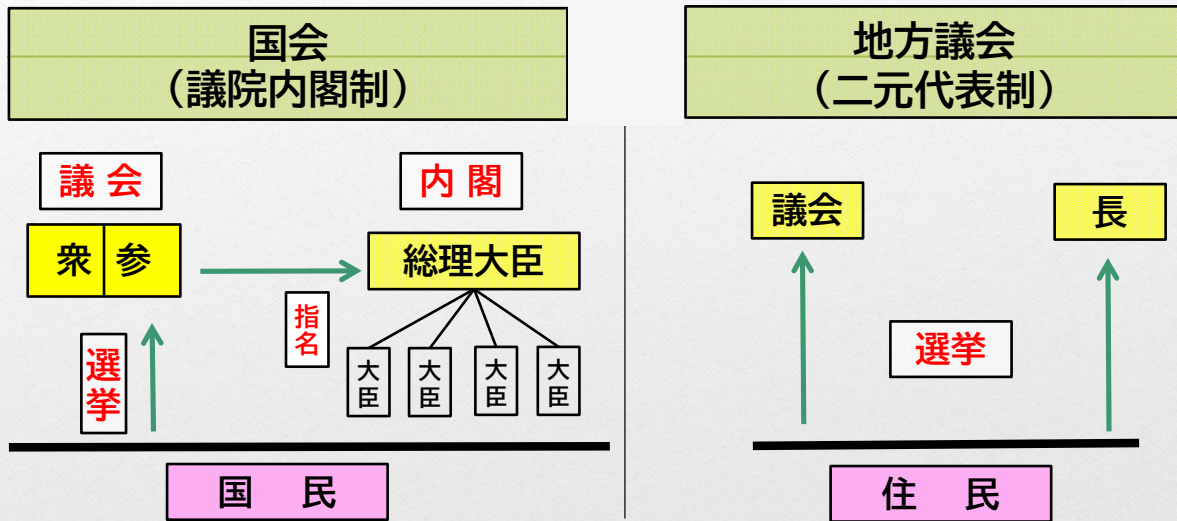 国会
（議院内閣制）
議 会
内 閣
衆 参
総理大臣
指名
大臣
大臣
大臣
大臣
選挙
国 民
地方議会
（二元代表制）
議会
長
選挙
住 民